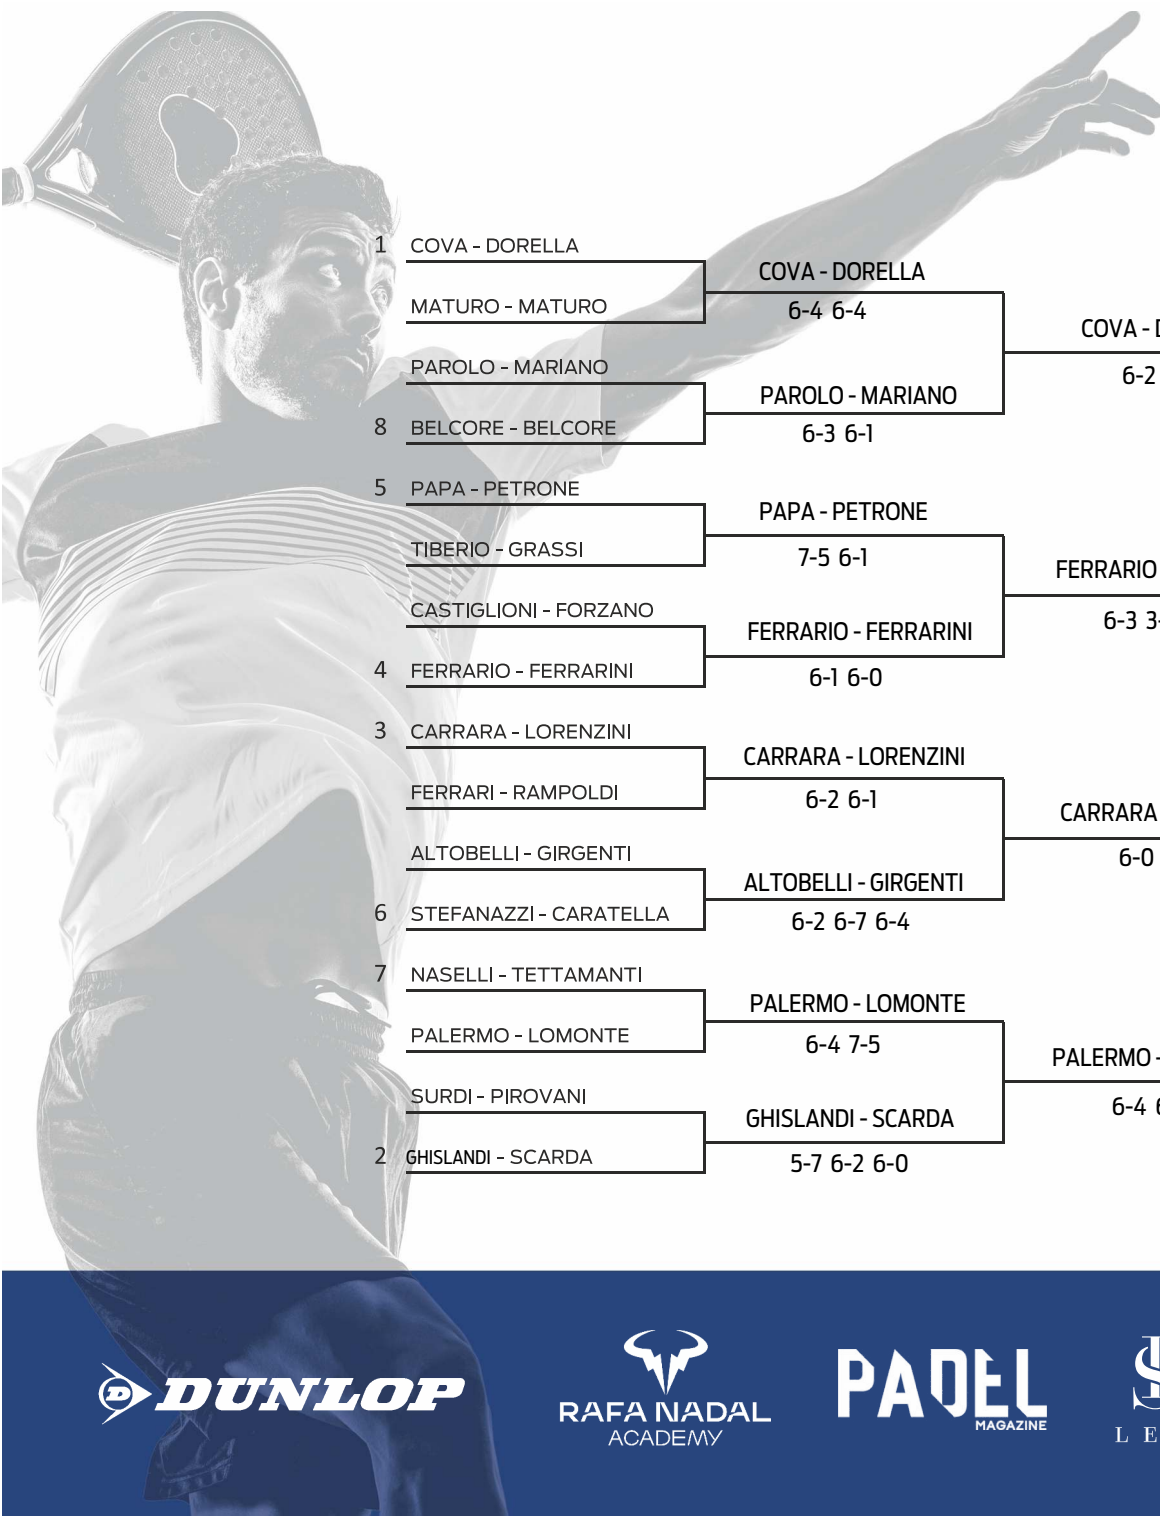 1 COVA - DORELLA
MATURO - MATURO
PAROLO - MARIANO
8 BELCORE - BELCORE
5 PAPA - PETRONE
TIBERIO - GRASSI
CASTIGLIONI - FORZANO
4 FERRARIO - FERRARINI
3 CARRARA - LORENZINI
FERRARI - RAMPOLDI
ALTOBELLI - GIRGENTI
6 STEFANAZZI - CARATELLA
7 NASELLI - TETTAMANTI
PALERMO - LOMONTE
SURDI - PIROVANI
2 GHISLANDI - SCARDA
COVA - DORELLA
6-4 6-4
PAROLO - MARIANO
6-3 6-1
PAPA - PETRONE
7-5 6-1
FERRARIO - FERRARINI
6-1 6-0
CARRARA - LORENZINI
6-2 6-1
ALTOBELLI - GIRGENTI
6-2 6-7 6-4
PALERMO - LOMONTE
6-4 7-5
GHISLANDI - SCARDA
5-7 6-2 6-0
COVA -
6-2
FERRARIO
6-3 3-
CARRARA
6-0
PALERMO -
6-4
DUNLOP
RAFA NADAL
ACADEMY
PADEL
MAGAZINE
L E